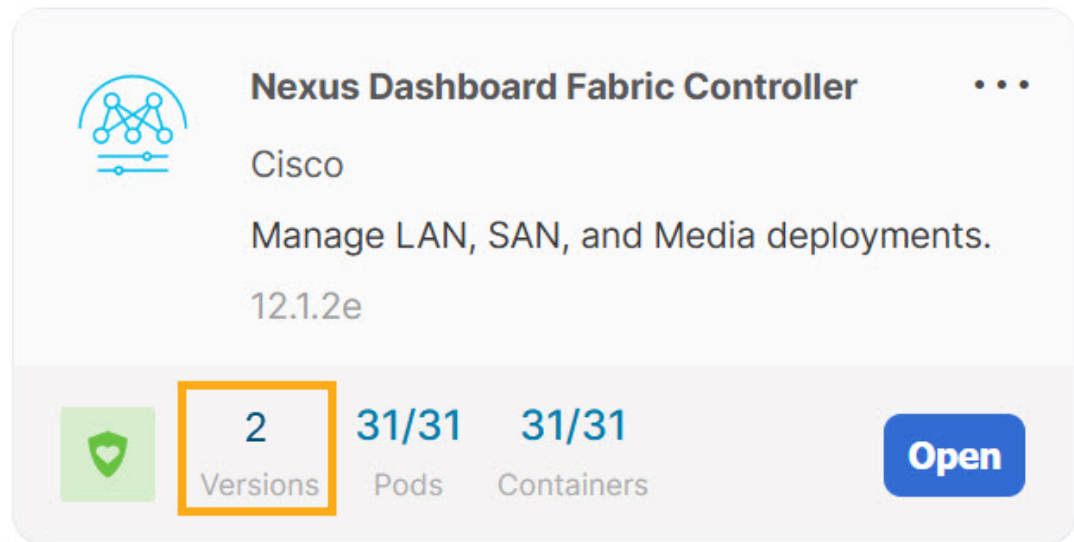 Nexus Dashboard Fabric Controller
Cisco
Manage LAN, SAN, and Media deployments.
12.1.2e
2 31/31 31/31
Versions Pods Containers
Open